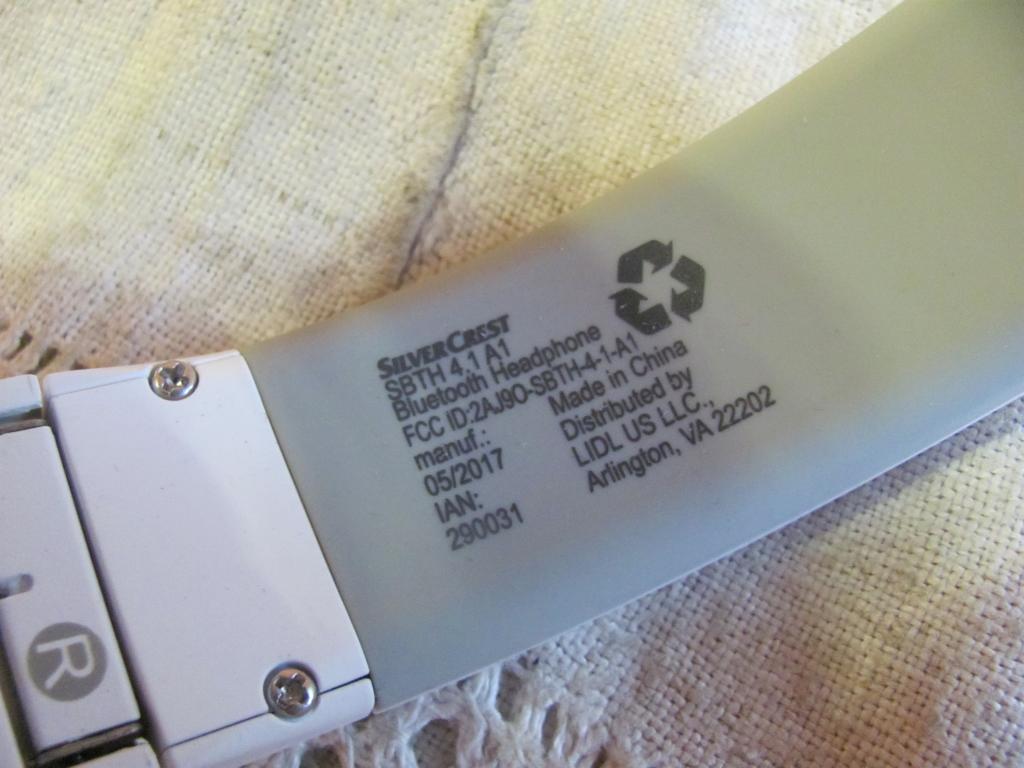 SILVERCREST
SBTH 4.1 A1
Bluetooth Headphone
FCC ID:2AJ9O-SBTH-4-1-A1
manuf.:
05/2017
IAN:
290031
Made in China
Distributed by
LIDL US LLC.,
Arlington, VA 22202
R